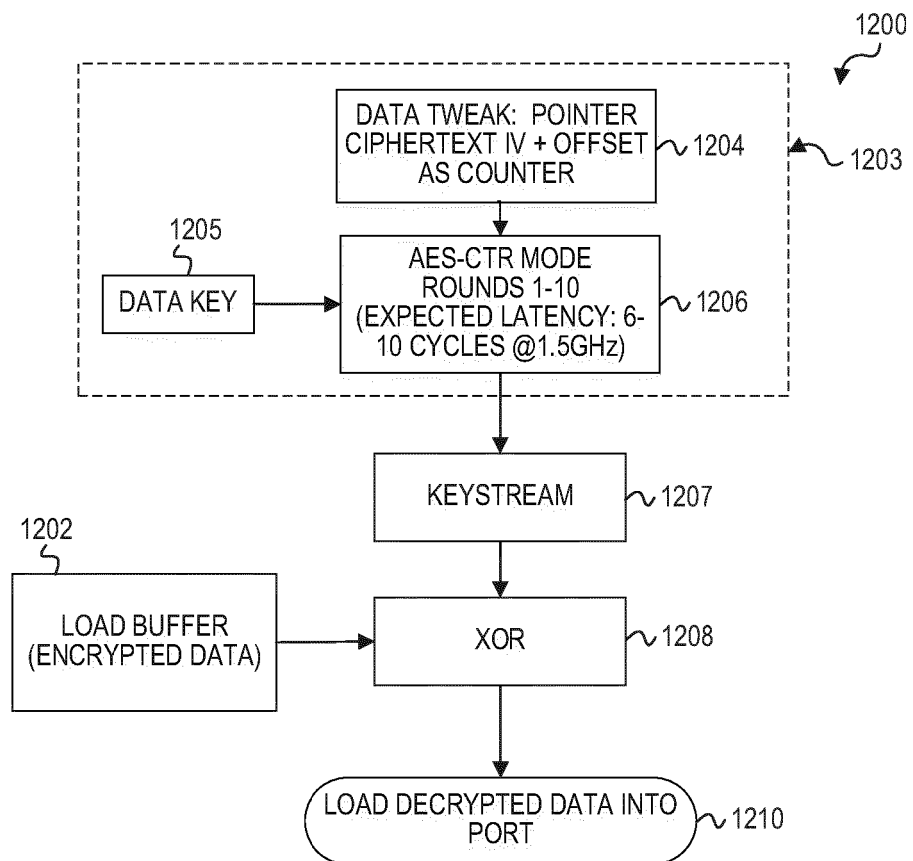 1200
DATA TWEAK: POINTER
CIPHERTEXT IV + OFFSET
AS COUNTER
1204
1203
1205
DATA KEY
AES-CTR MODE
ROUNDS 1-10
(EXPECTED LATENCY: 6-
10 CYCLES @1.5GHz)
1206
KEYSTREAM
1207
1202
LOAD BUFFER
(ENCRYPTED DATA)
XOR
1208
LOAD DECRYPTED DATA INTO
PORT
1210